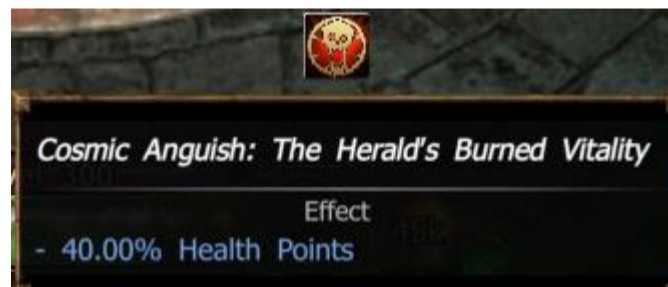 Cosmic Anguish: The Herald's Burned Vitality
Effect
- 40.00% Health Points